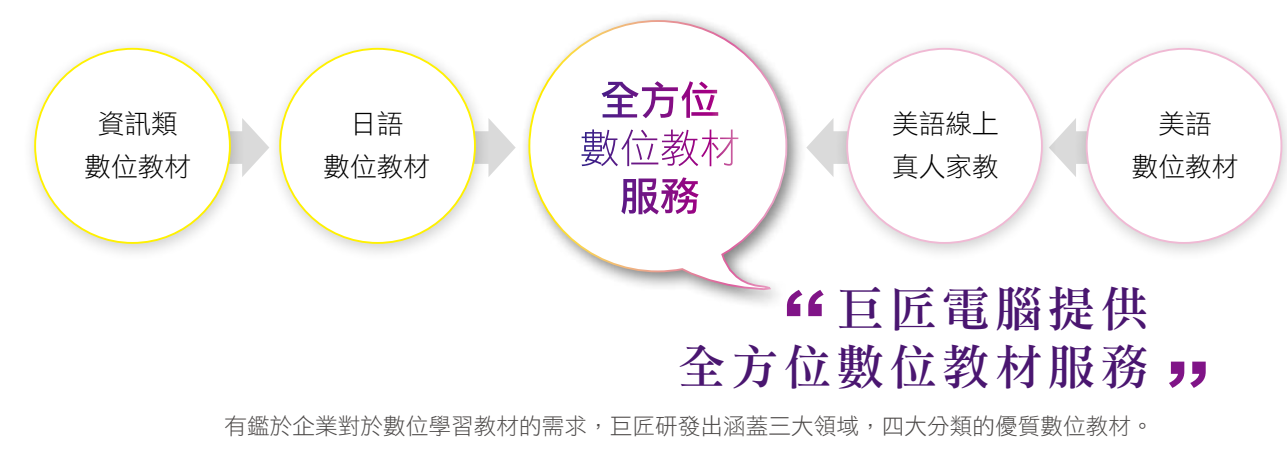 資訊類
數位教材
日語
數位教材
全方位
數位教材
服務
美語線上
真人家教
美語
數位教材
“巨匠電腦提供
全方位數位教材服務”
有鑑於企業對於數位學習教材的需求，巨匠研發出涵蓋三大領域，四大分類的優質數位教材。